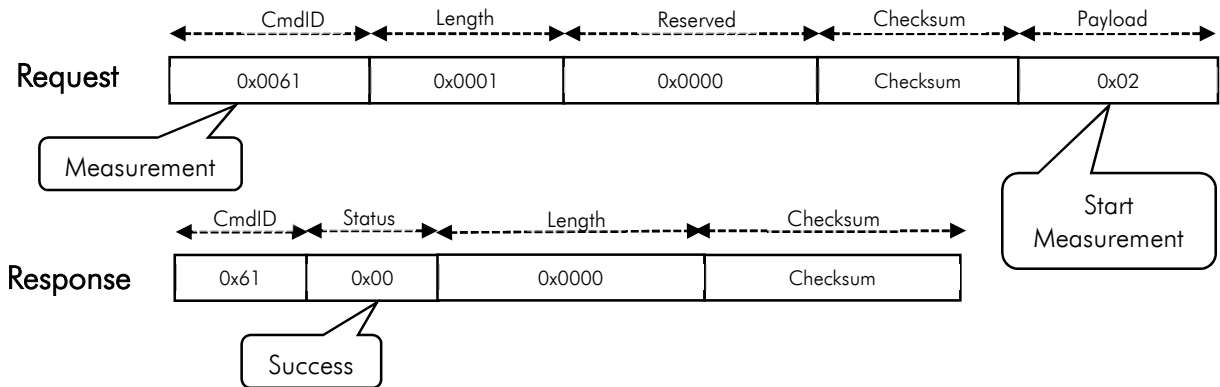 CmdID Length Reserved Checksum Payload
Request 0x0061 0x0001 0x0000 Checksum 0x02
Measurement
Start
Measurement
CmdID Status Length Checksum
Response 0x61 0x00 0x0000 Checksum
Success